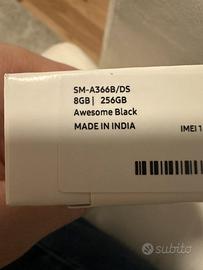 SM-A366B/DS
8GB| 256GB
Awesome Black
MADE IN INDIA
IMEI 1
subito